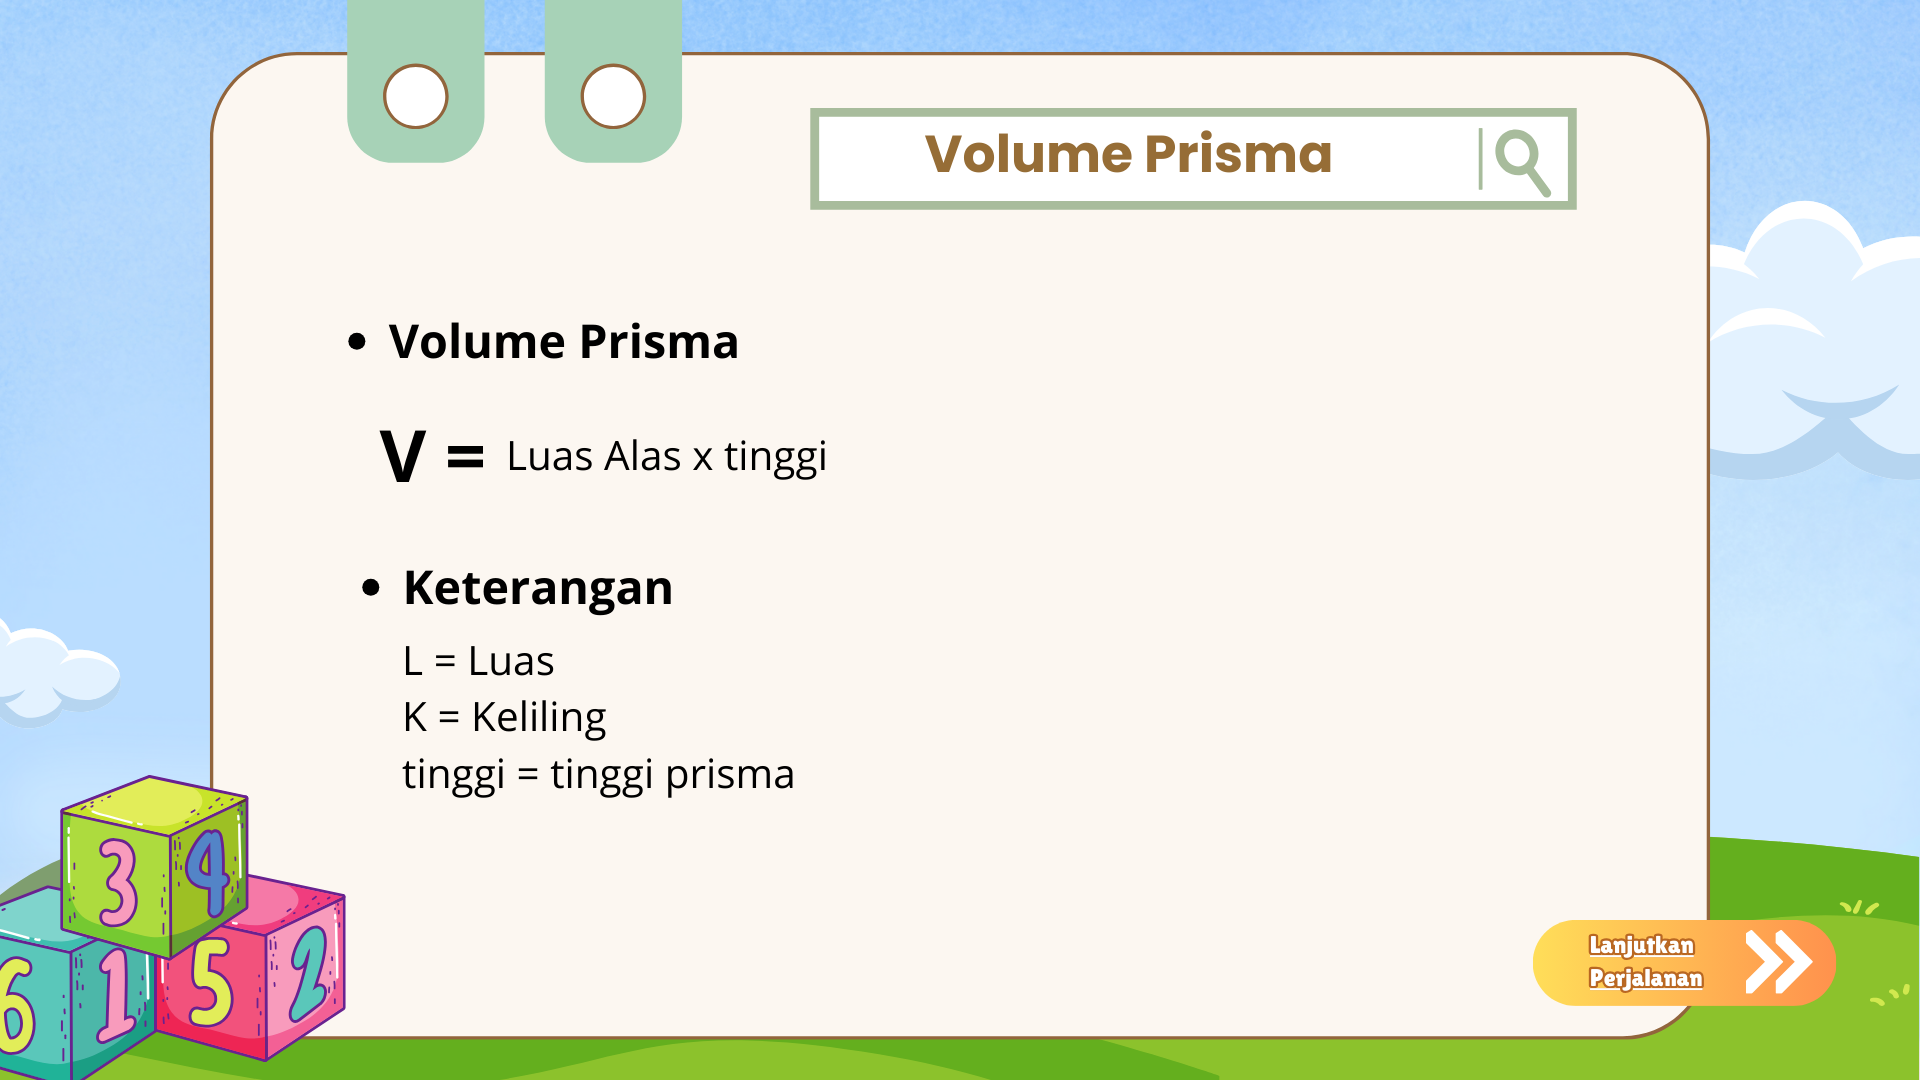 Volume Prisma
• Volume Prisma
V = Luas Alas x tinggi
• Keterangan
L = Luas
K = Keliling
tinggi = tinggi prisma
3 4
6 1 5 2
Lanjutkan
Perjalanan